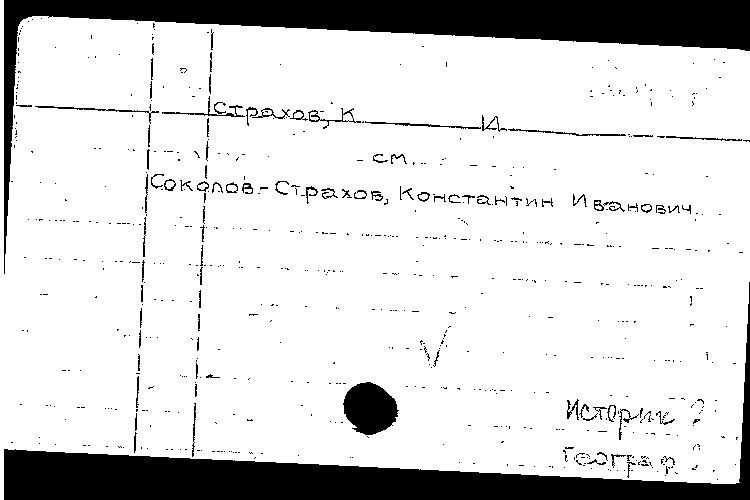 Страхов, К И
см.
Соколов-Страхов, Константин Иванович.
Историк ?
Географ ?